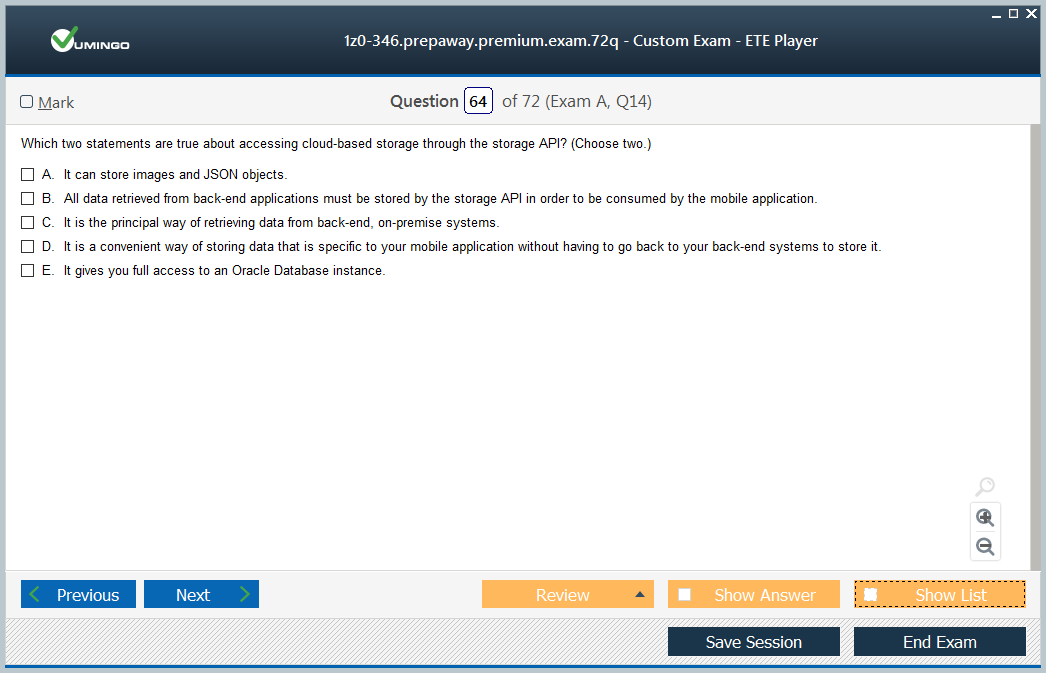 VUMINGO
1z0-346.prepaway.premium.exam.72q - Custom Exam - ETE Player
Mark
Question 64 of 72 (Exam A, Q14)
Which two statements are true about accessing cloud-based storage through the storage API? (Choose two.)
A. It can store images and JSON objects.
B. All data retrieved from back-end applications must be stored by the storage API in order to be consumed by the mobile application.
C. It is the principal way of retrieving data from back-end, on-premise systems.
D. It is a convenient way of storing data that is specific to your mobile application without having to go back to your back-end systems to store it.
E. It gives you full access to an Oracle Database instance.
Previous Next Review Show Answer Show List
Save Session End Exam